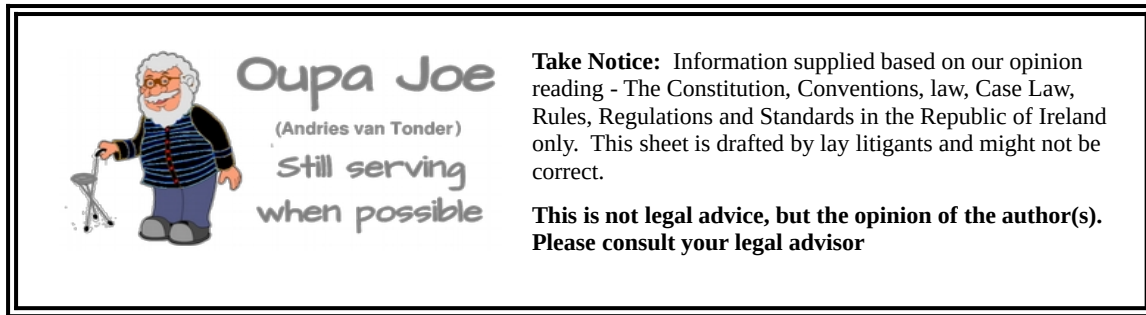 Oupa Joe
(Andries van Tonder)
Still serving
when possible
Take Notice:  Information supplied based on our opinion
reading - The Constitution, Conventions, law, Case Law,
Rules, Regulations and Standards in the Republic of Ireland
only.  This sheet is drafted by lay litigants and might not be
correct.
This is not legal advice, but the opinion of the author(s).
Please consult your legal advisor